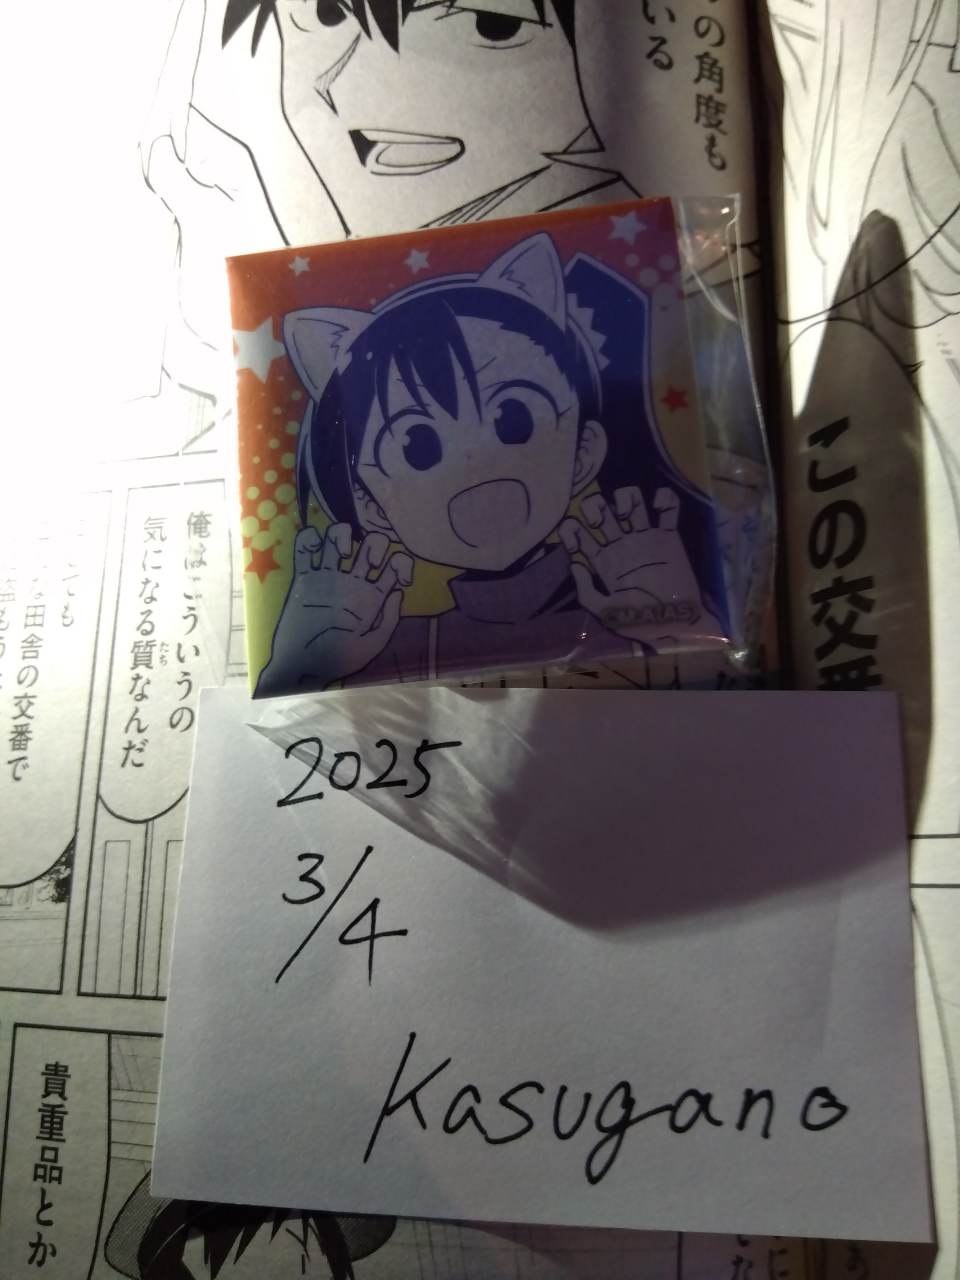 の角度も
いる
俺はこういうの
気になる質なんだ
たち
田舎の交番で
この交番
©M.A/A.S.
2025
3/4
Kasugano
貴重品とか